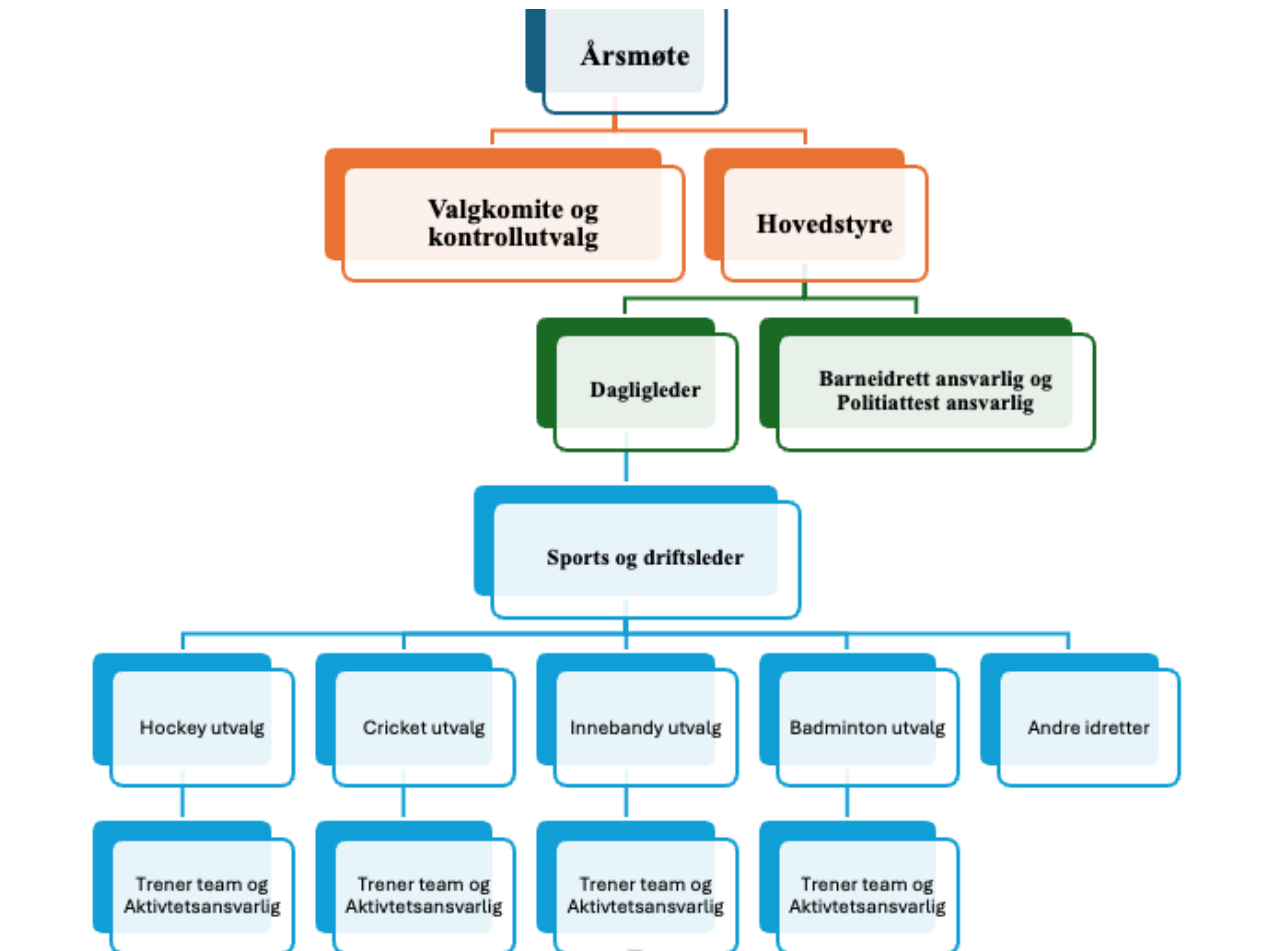 Årsmøte
Valgkomite og
kontrollutvalg
Hovedstyre
Dagligleder
Barneidrett ansvarlig og
Politiattest ansvarlig
Sports og driftsleder
Hockey utvalg
Cricket utvalg
Innebandy utvalg
Badminton utvalg
Andre idretter
Trener team og
Aktivtetsansvarlig
Trener team og
Aktivtetsansvarlig
Trener team og
Aktivtetsansvarlig
Trener team og
Aktivtetsansvarlig